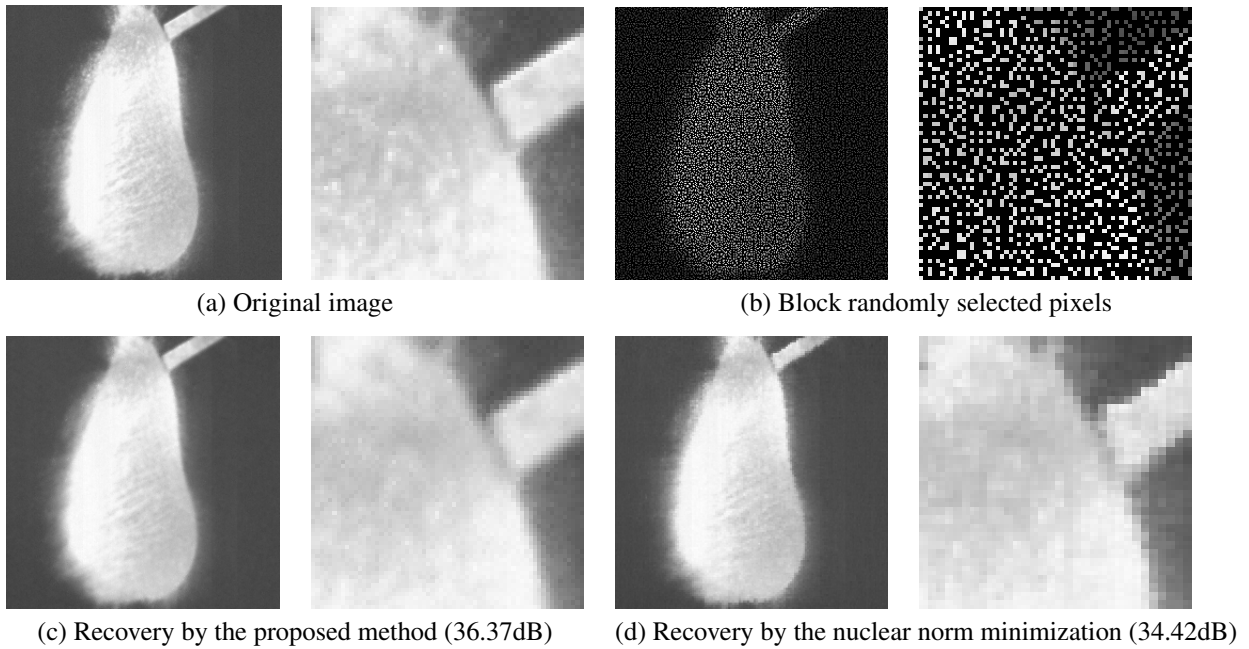 (a) Original image
(b) Block randomly selected pixels
(c) Recovery by the proposed method (36.37dB)
(d) Recovery by the nuclear norm minimization (34.42dB)